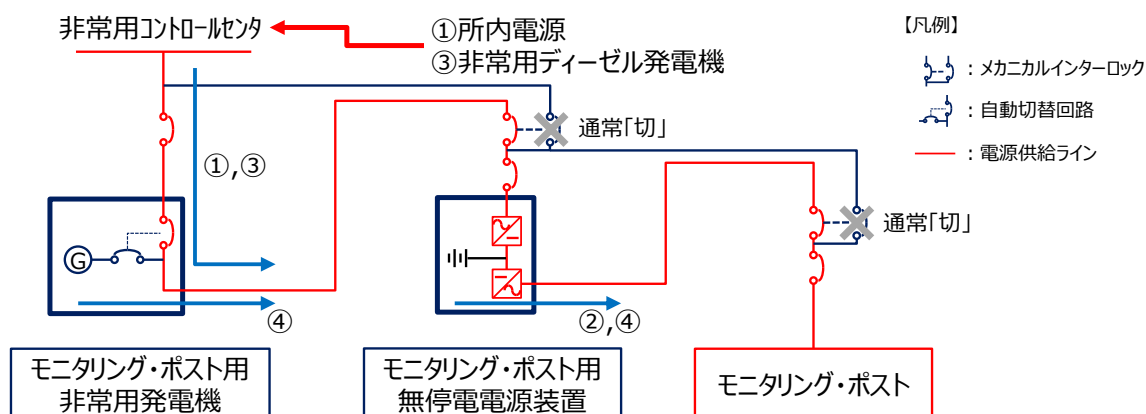 非常用コントロールセンタ
①所内電源
③非常用ディーゼル発電機
【凡例】
：メカニカルインターロック
：自動切替回路
：電源供給ライン
通常「切」
①,③
通常「切」
G
④
②,④
モニタリング・ポスト用
非常用発電機
モニタリング・ポスト用
無停電電源装置
モニタリング・ポスト